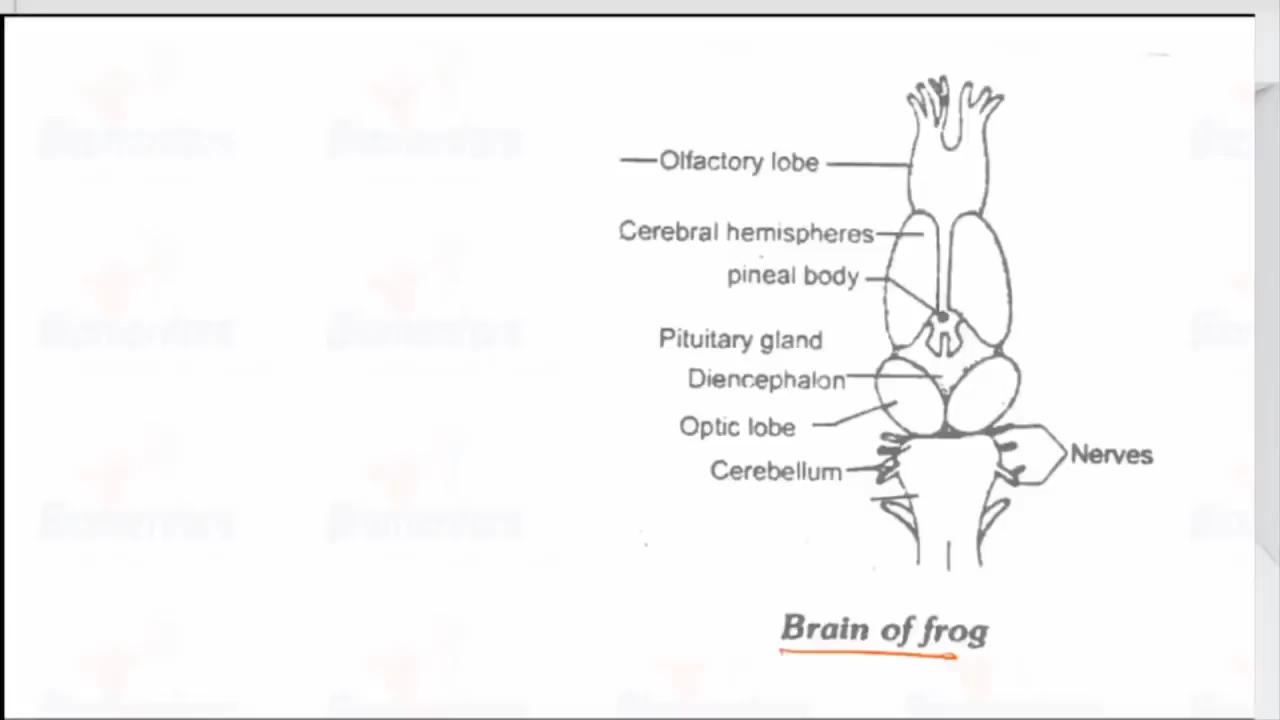 Olfactory lobe
Cerebral hemispheres
pineal body
Pituitary gland
Diencephalon
Optic lobe
Cerebellum
Nerves
Brain of frog